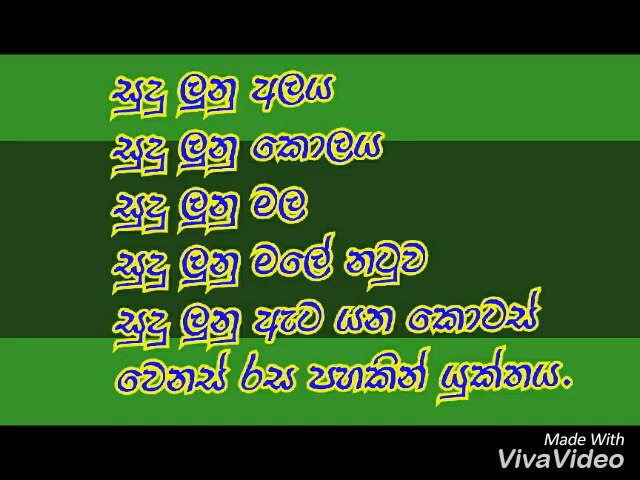 සුදු ලූනු අලය
සුදු ලූනු කොලය
සුදු ලූනු මල
සුදු ලූනු මලේ නටුව
සුදු ලූනු ඇට යන කොටස්
වෙනස් රස පහකින් යුක්තය.
Made With
VivaVideo